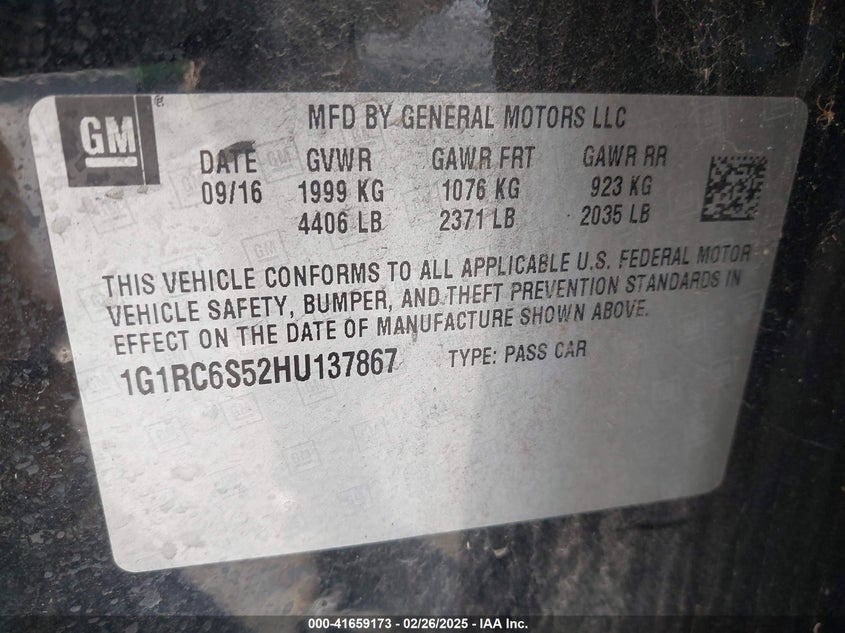 GM ®
MFD BY GENERAL MOTORS LLC
DATE GVWR GAWR FRT GAWR RR
09/16 1999 KG 1076 KG 923 KG
4406 LB 2371 LB 2035 LB
THIS VEHICLE CONFORMS TO ALL APPLICABLE U.S. FEDERAL MOTOR
VEHICLE SAFETY, BUMPER, AND THEFT PREVENTION STANDARDS IN
EFFECT ON THE DATE OF MANUFACTURE SHOWN ABOVE.
1G1RC6S52HU137867 TYPE: PASS CAR
000-41659173 - 02/26/2025 - IAA Inc.